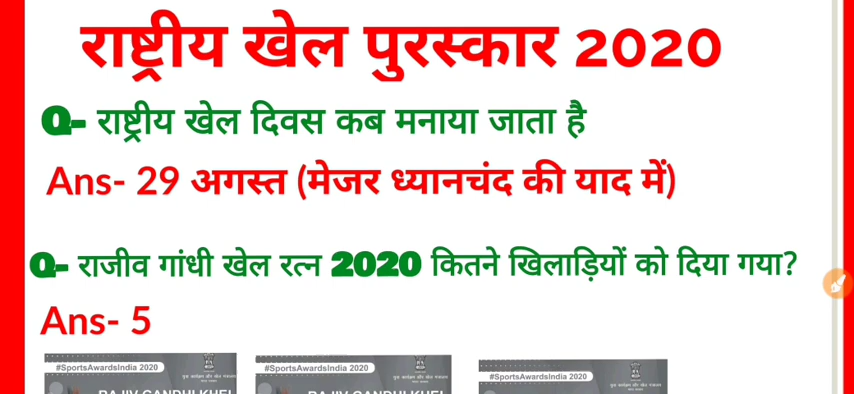 राष्ट्रीय खेल पुरस्कार 2020
Q- राष्ट्रीय खेल दिवस कब मनाया जाता है
Ans- 29 अगस्त (मेजर ध्यानचंद की याद में)
Q- राजीव गांधी खेल रत्न 2020 कितने खिलाड़ियों को दिया गया?
Ans- 5
#SportsAwardsIndia 2020 #SportsAwardsIndia 2020 #SportsAwardsIndia 2020